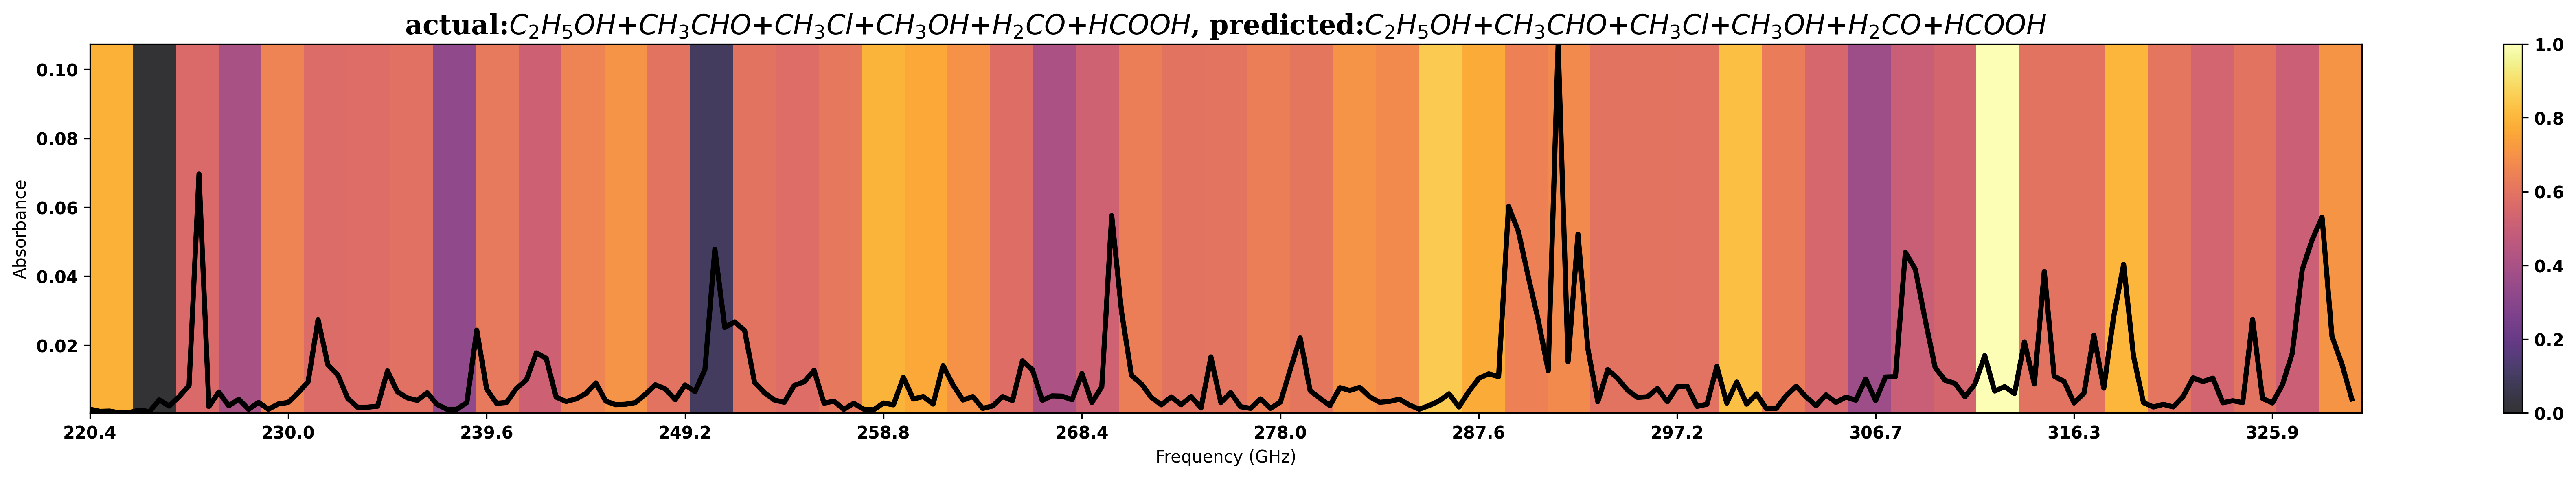 actual:C₂H₅OH+CH₃CHO+CH₃Cl+CH₃OH+H₂CO+HCOOH, predicted:C₂H₅OH+CH₃CHO+CH₃Cl+CH₃OH+H₂CO+HCOOH
Absorbance
0.10
0.08
0.06
0.04
0.02
220.4 230.0 239.6 249.2 258.8 268.4 278.0 287.6 297.2 306.7 316.3 325.9
Frequency (GHz)
1.0
0.8
0.6
0.4
0.2
0.0